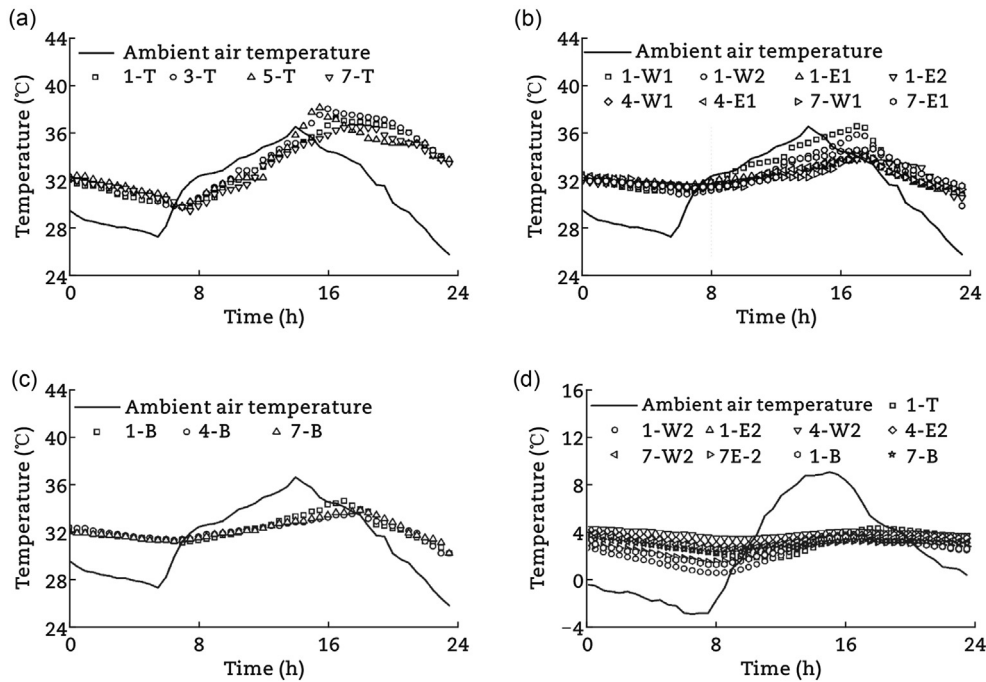 (a)
44
40
36
32
28
24
Temperature (℃)
Ambient air temperature
1-T 3-T 5-T 7-T
0 8 16 24
Time (h)
(b)
44
40
36
32
28
24
Temperature (℃)
Ambient air temperature
1-W1 1-W2 1-E1 1-E2
4-W1 4-E1 7-W1 7-E1
0 8 16 24
Time (h)
(c)
44
40
36
32
28
24
Temperature (℃)
Ambient air temperature
1-B 4-B 7-B
0 8 16 24
Time (h)
(d)
16
12
8
4
0
−4
Temperature (℃)
Ambient air temperature 1-T
1-W2 1-E2 4-W2 4-E2
7-W2 7E-2 1-B 7-B
0 8 16 24
Time (h)